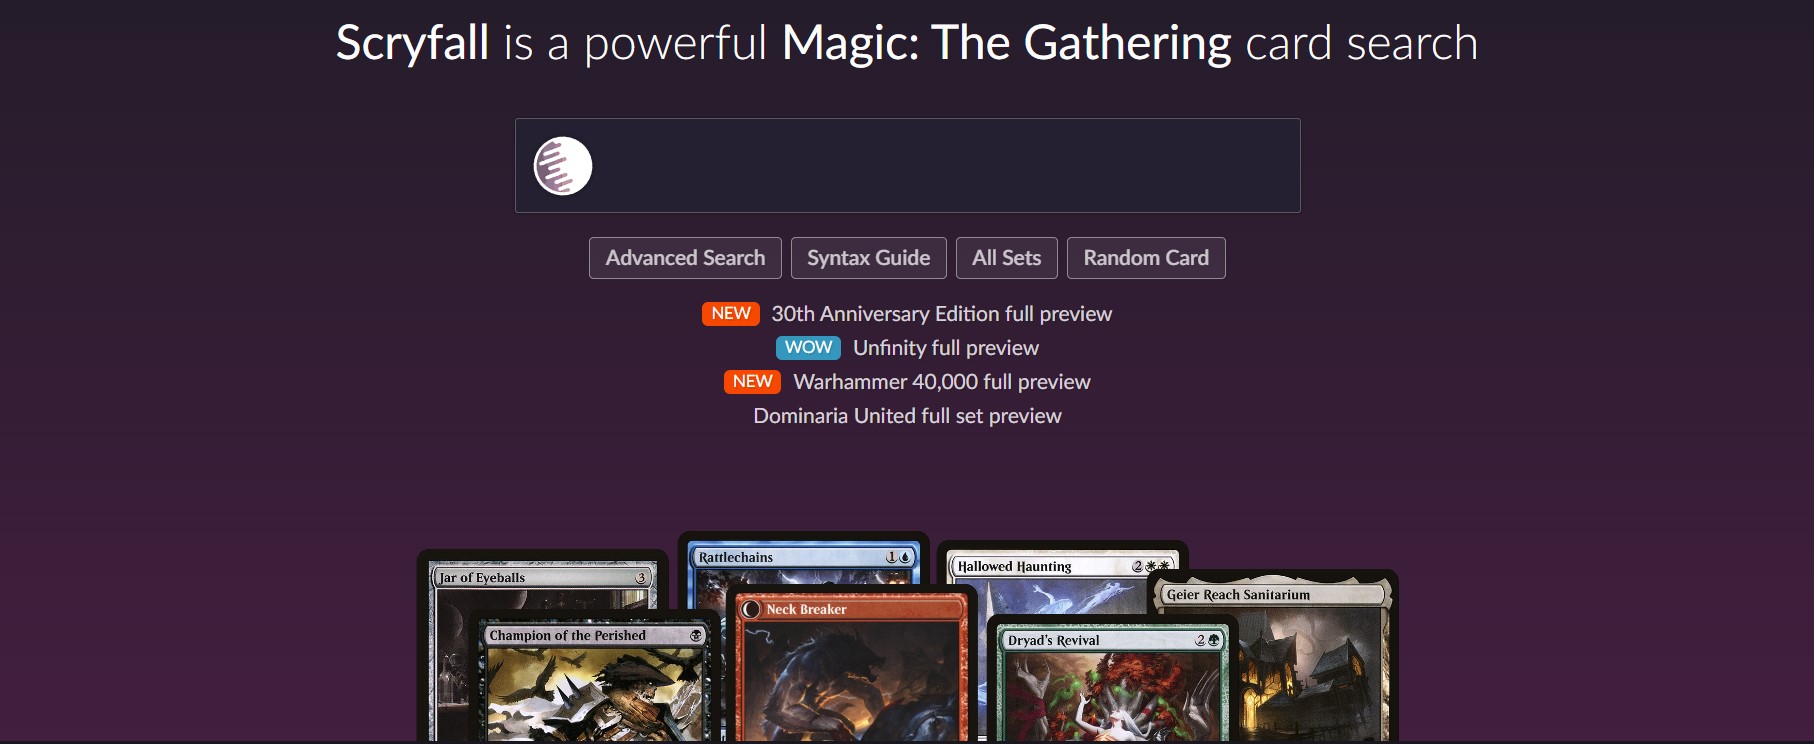 Scryfall is a powerful Magic: The Gathering card search
Advanced Search
Syntax Guide
All Sets
Random Card
NEW 30th Anniversary Edition full preview
WOW Unfinity full preview
NEW Warhammer 40,000 full preview
Dominaria United full set preview
Rattlechains 1
Hallowed Haunting 2
Jar of Eyeballs 3
Geier Reach Sanitarium
Neck Breaker
Champion of the Perished
Dryad's Revival 2